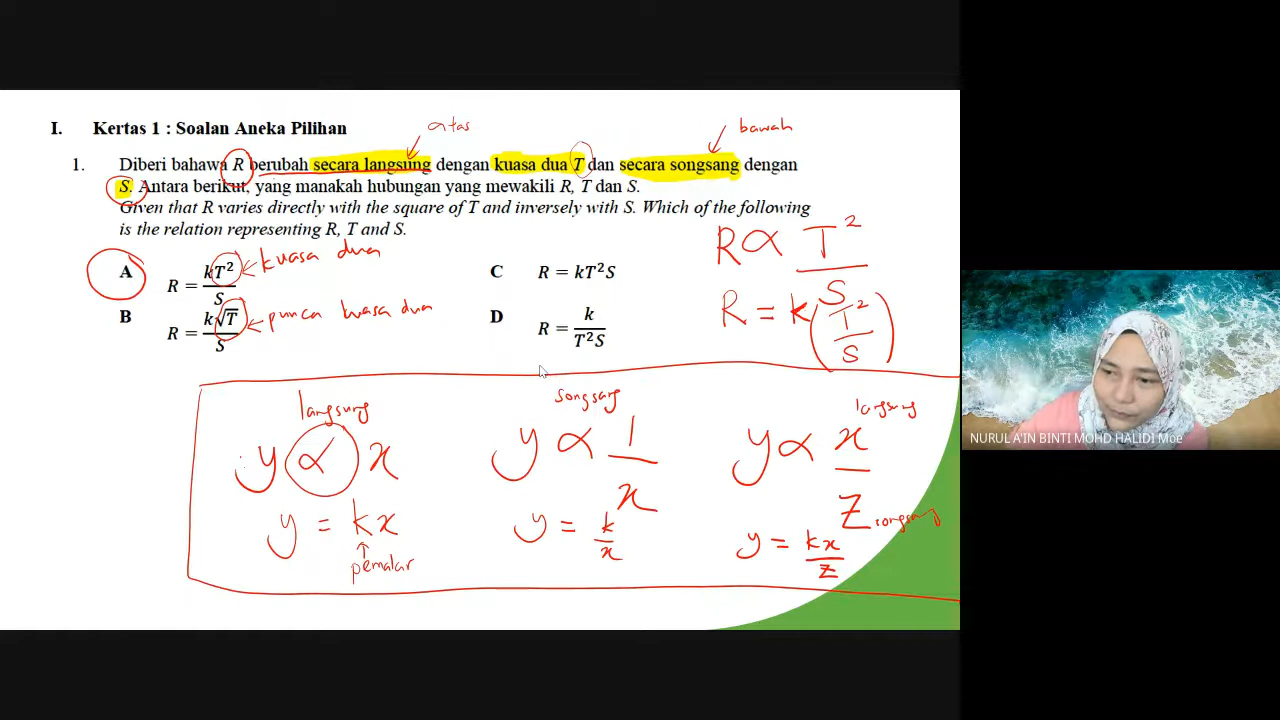 I. Kertas 1 : Soalan Aneka Pilihan
atas
bawah
1. Diberi bahawa R berubah secara langsung dengan kuasa dua T dan secara songsang dengan
S. Antara berikut, yang manakah hubungan yang mewakili R, T dan S.
Given that R varies directly with the square of T and inversely with S. Which of the following
is the relation representing R, T and S.
A R = kT²/S
kuasa dua
B R = k√T/S
punca kuasa dua
C R = kT²S
D R = k/T²S
R ∝ T²/S
R = k(T²/S)
langsung
y ∝ x
y = kx
pemalar
songsang
y ∝ 1/x
y = k/x
langsung
y ∝ x/z
songsang
y = kx/z
NURUL A'IN BINTI MOHD HALIDI Moe